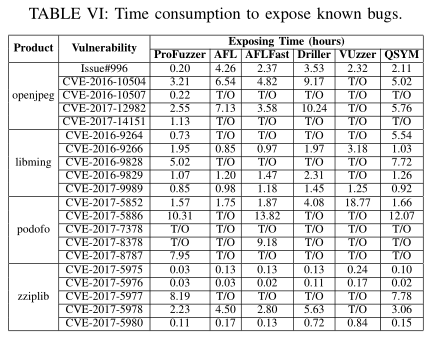 TABLE VI: Time consumption to expose known bugs.
Product Vulnerability Exposing Time (hours)
ProFuzzer AFL AFLFast Driller VUzzer QSYM
Issue#996 0.20 4.26 2.37 3.53 2.32 2.11
CVE-2016-10504 3.21 6.54 4.82 9.17 T/O 5.02
openjpeg CVE-2016-10507 0.22 T/O T/O T/O T/O T/O
CVE-2017-12982 2.55 7.13 3.58 10.24 T/O 5.76
CVE-2017-14151 1.13 T/O T/O T/O T/O T/O
CVE-2016-9264 0.73 T/O T/O T/O T/O 5.54
CVE-2016-9266 1.95 0.85 0.97 1.97 3.18 1.03
libming CVE-2016-9828 5.02 T/O T/O T/O T/O 7.72
CVE-2016-9829 1.07 1.20 1.47 2.31 T/O 1.26
CVE-2017-9989 0.85 0.98 1.18 1.45 1.25 0.92
CVE-2017-5852 1.57 1.75 1.87 4.08 18.77 1.66
CVE-2017-5886 10.31 T/O 13.82 T/O T/O 12.07
podofo CVE-2017-7378 T/O T/O T/O T/O T/O T/O
CVE-2017-8378 T/O T/O 9.18 T/O T/O T/O
CVE-2017-8787 7.95 T/O T/O T/O T/O T/O
CVE-2017-5975 0.03 0.13 0.13 0.13 0.24 0.10
CVE-2017-5976 0.03 0.03 0.02 0.11 0.17 0.02
zziplib CVE-2017-5977 8.19 T/O T/O T/O T/O 7.78
CVE-2017-5978 2.23 4.50 2.80 5.63 T/O 3.06
CVE-2017-5980 0.11 0.17 0.13 0.72 0.84 0.15